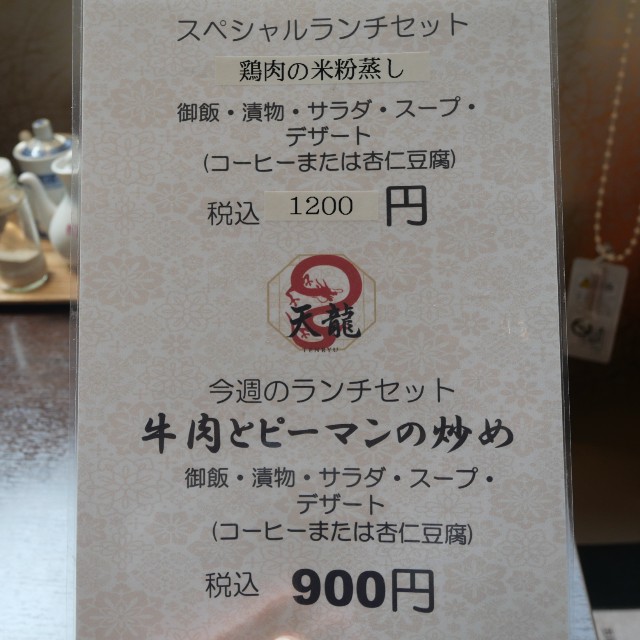 スペシャルランチセット
鶏肉の米粉蒸し
御飯・漬物・サラダ・スープ・
デザート
(コーヒーまたは杏仁豆腐)
税込 1200 円
天龍
TENRYU
今週のランチセット
牛肉とピーマンの炒め
御飯・漬物・サラダ・スープ・
デザート
(コーヒーまたは杏仁豆腐)
税込 900円